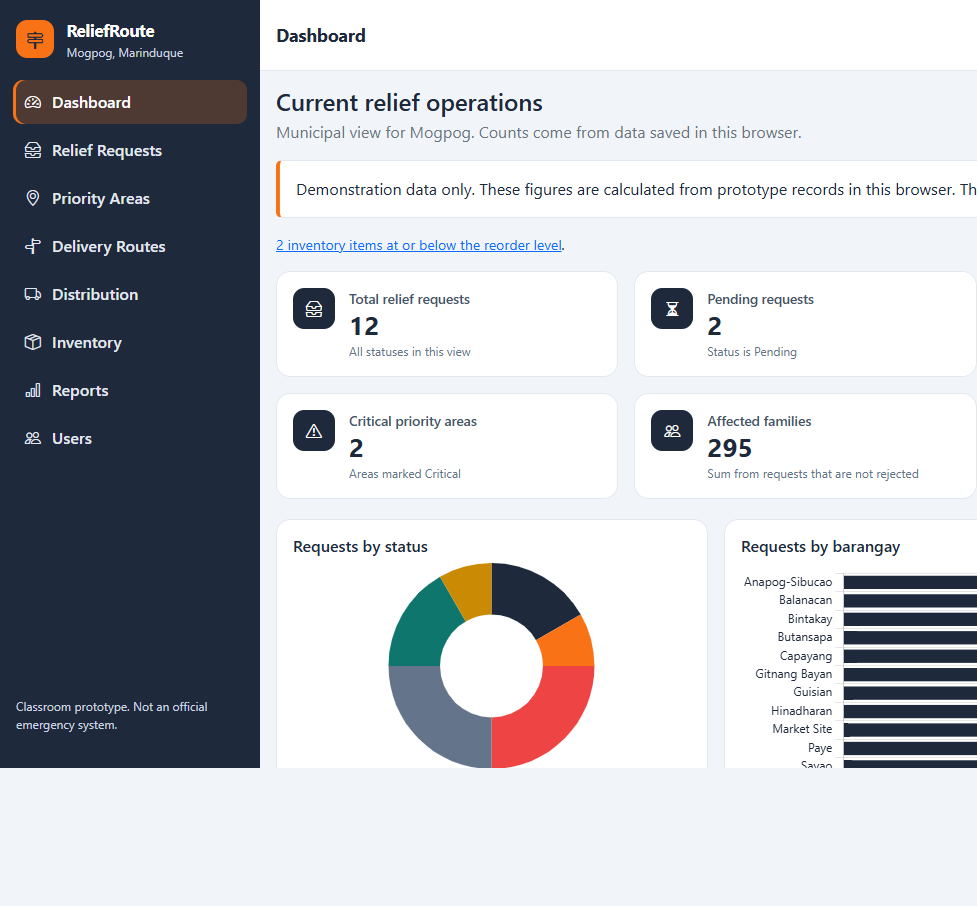 ReliefRoute
Mogpog, Marinduque
Dashboard
Relief Requests
Priority Areas
Delivery Routes
Distribution
Inventory
Reports
Users
Classroom prototype. Not an official
emergency system.
Dashboard
Current relief operations
Municipal view for Mogpog. Counts come from data saved in this browser.
Demonstration data only. These figures are calculated from prototype records in this browser. Th
2 inventory items at or below the reorder level.
Total relief requests
12
All statuses in this view
Pending requests
2
Status is Pending
Critical priority areas
2
Areas marked Critical
Affected families
295
Sum from requests that are not rejected
Requests by status
Requests by barangay
Anapog-Sibucao
Balanacan
Bintakay
Butansapa
Capayang
Gitnang Bayan
Guisian
Hinadharan
Market Site
Paye
Sayao